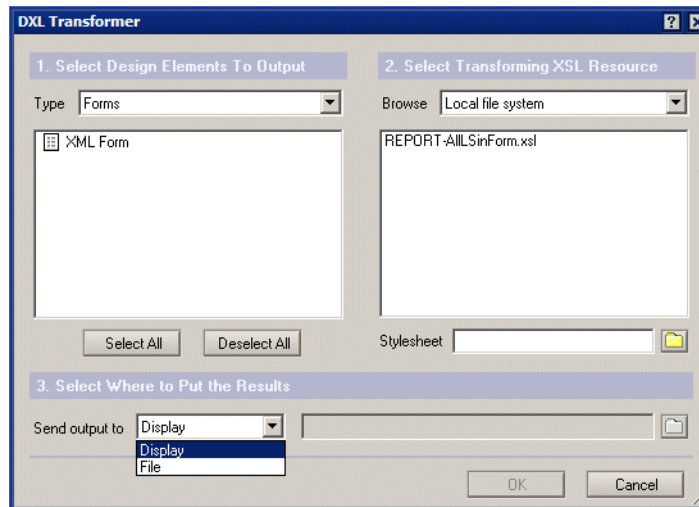 DXL Transformer
1. Select Design Elements To Output
2. Select Transforming XSL Resource
Type Forms
Browse Local file system
XML Form
REPORT-AllLSinForm.xsl
Select All
Deselect All
Stylesheet
3. Select Where to Put the Results
Send output to Display
Display
File
OK
Cancel